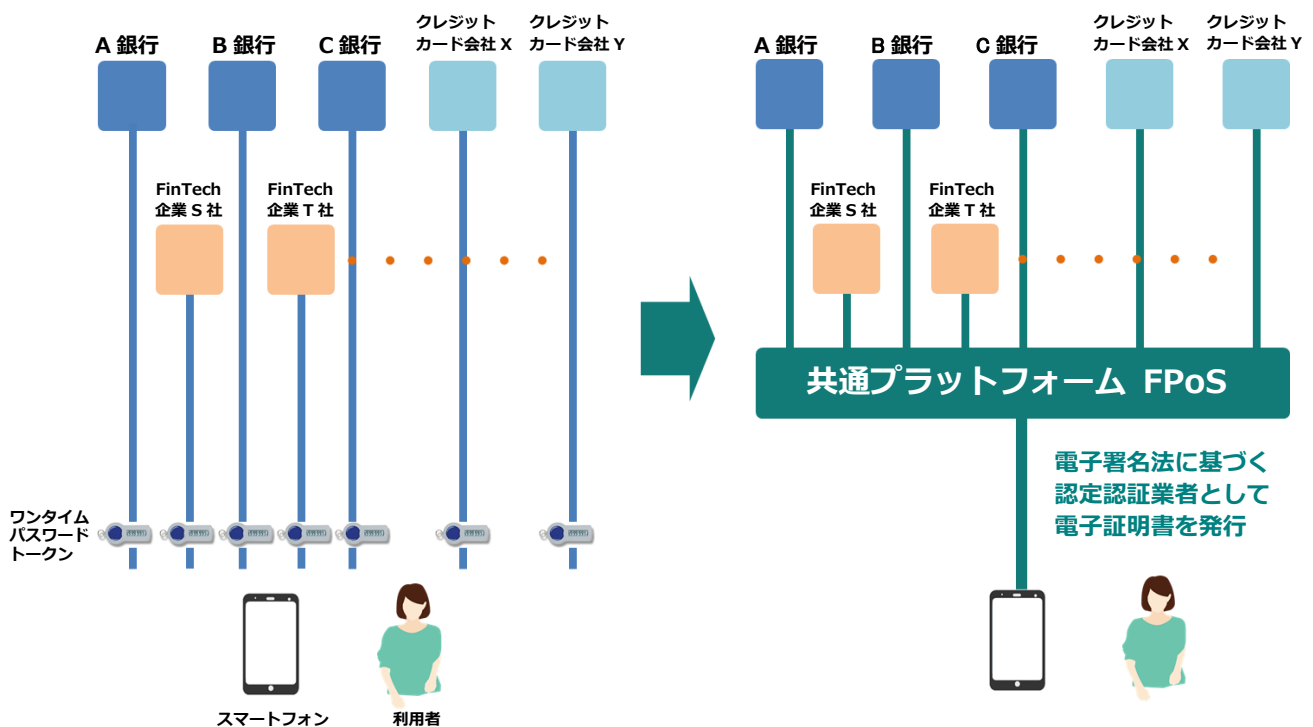 A 銀行
B 銀行
C 銀行
クレジット
カード会社 X
クレジット
カード会社 Y
FinTech
企業 S 社
FinTech
企業 T 社
ワンタイム
パスワード
トークン
スマートフォン
利用者
A 銀行
B 銀行
C 銀行
クレジット
カード会社 X
クレジット
カード会社 Y
FinTech
企業 S 社
FinTech
企業 T 社
共通プラットフォーム FPoS
電子署名法に基づく
認定認証業者として
電子証明書を発行